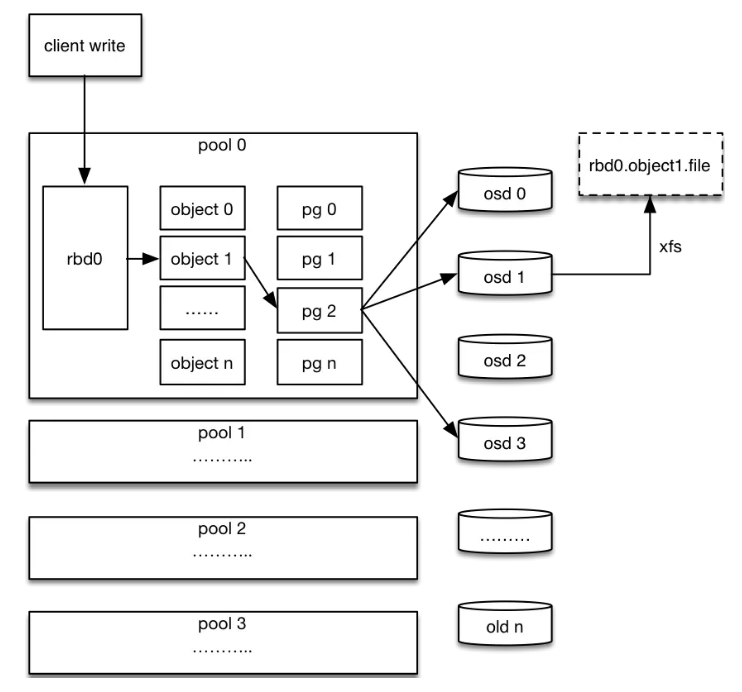 client write
pool 0
rbd0
object 0
object 1
......
object n
pg 0
pg 1
pg 2
pg n
osd 0
osd 1
osd 2
osd 3
.........
old n
rbd0.object1.file
xfs
pool 1
...........
pool 2
...........
pool 3
...........